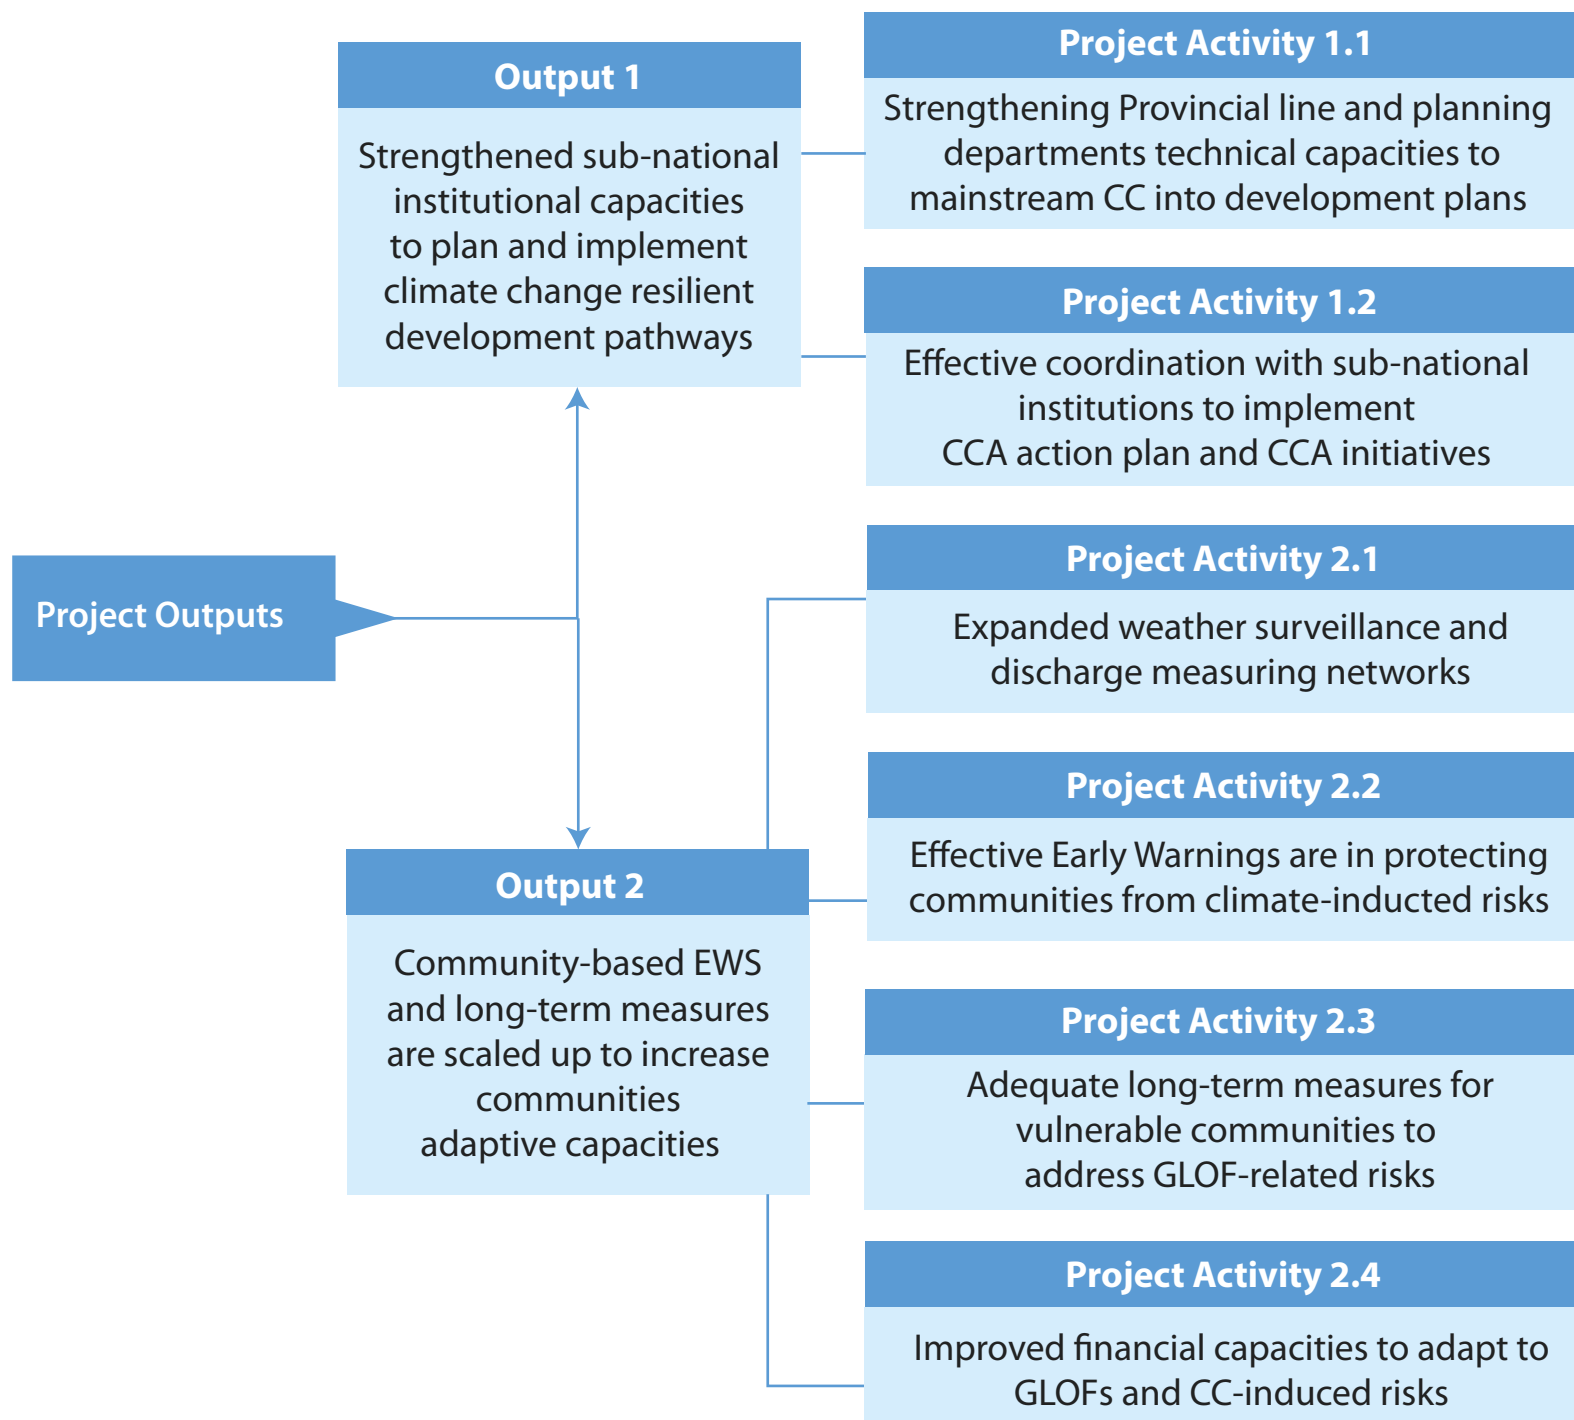 Project Outputs
Output 1
Strengthened sub-national
institutional capacities
to plan and implement
climate change resilient
development pathways
Project Activity 1.1
Strengthening Provincial line and planning
departments technical capacities to
mainstream CC into development plans
Project Activity 1.2
Effective coordination with sub-national
institutions to implement
CCA action plan and CCA initiatives
Output 2
Community-based EWS
and long-term measures
are scaled up to increase
communities
adaptive capacities
Project Activity 2.1
Expanded weather surveillance and
discharge measuring networks
Project Activity 2.2
Effective Early Warnings are in protecting
communities from climate-inducted risks
Project Activity 2.3
Adequate long-term measures for
vulnerable communities to
address GLOF-related risks
Project Activity 2.4
Improved financial capacities to adapt to
GLOFs and CC-induced risks